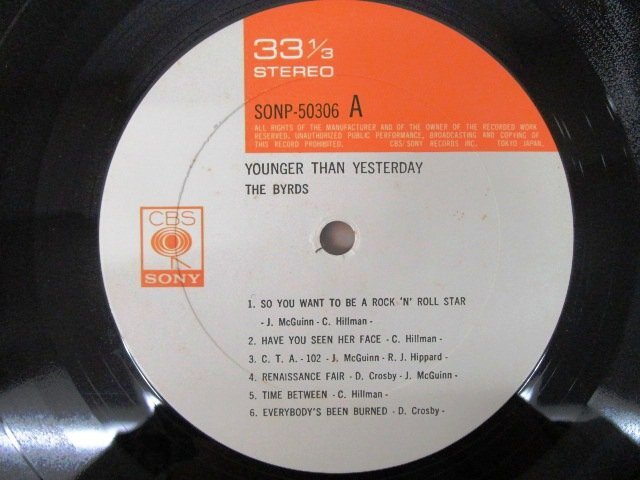 33 1/3
STEREO
SONP-50306 A
ALL RIGHTS OF THE MANUFACTURER AND OF THE OWNER OF THE RECORDED WORK
RESERVED. UNAUTHORIZED PUBLIC PERFORMANCE, BROADCASTING AND COPYING OF
THIS RECORD PROHIBITED. CBS/SONY RECORDS INC. TOKYO JAPAN.
YOUNGER THAN YESTERDAY
THE BYRDS
CBS
SONY
1. SO YOU WANT TO BE A ROCK 'N' ROLL STAR
- J. McGuinn - C. Hillman -
2. HAVE YOU SEEN HER FACE - C. Hillman -
3. C. T. A. - 102 - J. McGuinn - R. J. Hippard -
4. RENAISSANCE FAIR - D. Crosby - J. McGuinn -
5. TIME BETWEEN - C. Hillman -
6. EVERYBODY'S BEEN BURNED - D. Crosby -